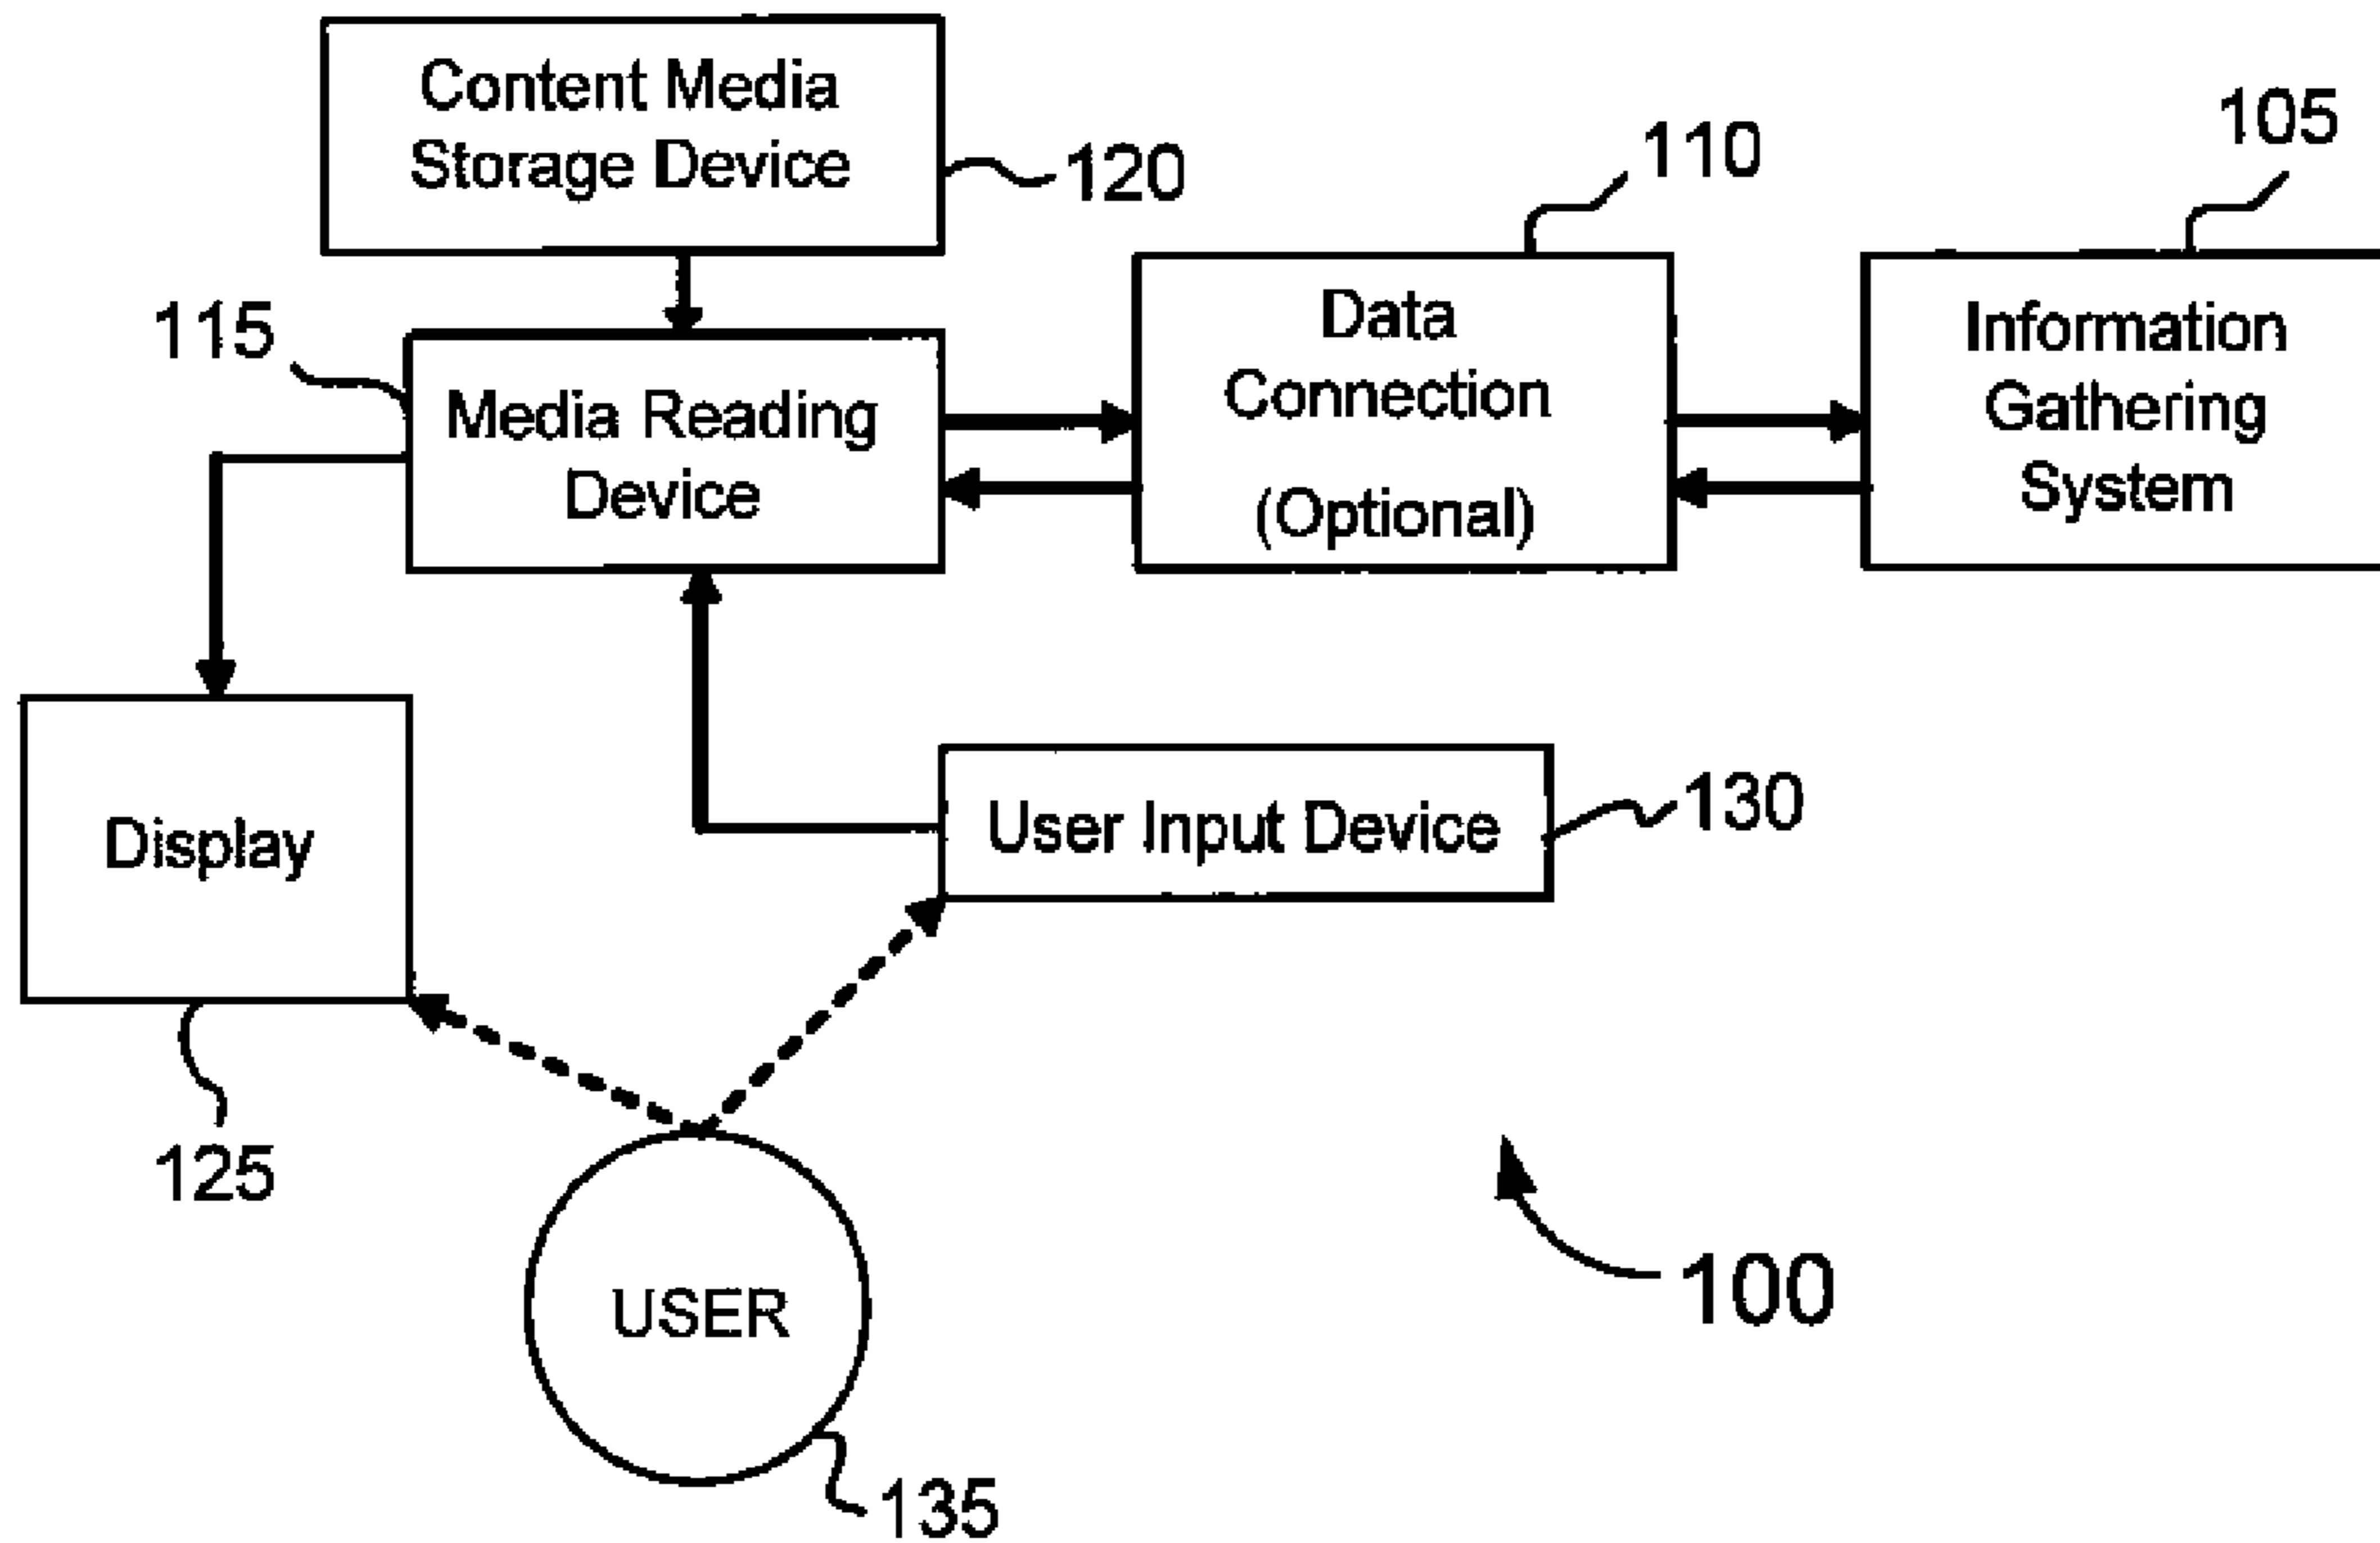 Content Media
Storage Device
120
110
105
115
Media Reading
Device
Data
Connection
(Optional)
Information
Gathering
System
Display
User Input Device
130
125
USER
100
135